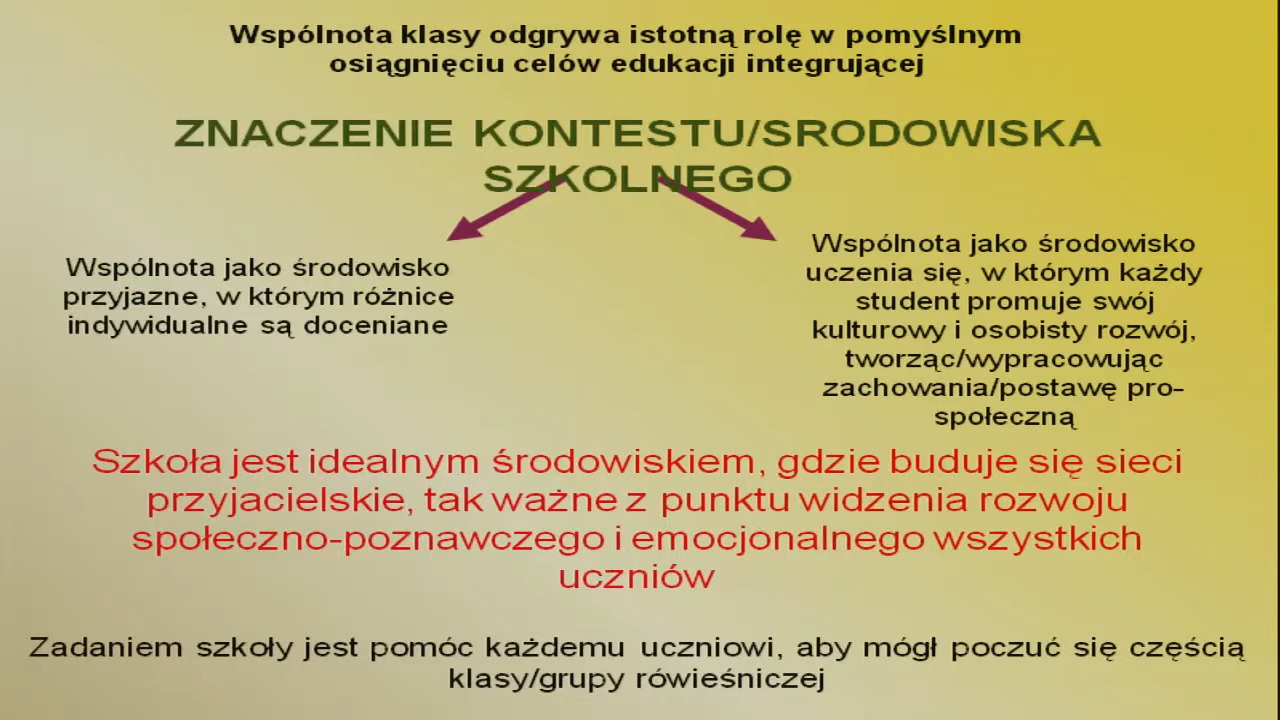 Wspólnota klasy odgrywa istotną rolę w pomyślnym
osiągnięciu celów edukacji integrującej
ZNACZENIE KONTESTU/SRODOWISKA
SZKOLNEGO
Wspólnota jako środowisko
przyjazne, w którym różnice
indywidualne są doceniane
Wspólnota jako środowisko
uczenia się, w którym każdy
student promuje swój
kulturowy i osobisty rozwój,
tworząc/wypracowując
zachowania/postawę pro-
społeczną
Szkoła jest idealnym środowiskiem, gdzie buduje się sieci
przyjacielskie, tak ważne z punktu widzenia rozwoju
społeczno-poznawczego i emocjonalnego wszystkich
uczniów
Zadaniem szkoły jest pomóc każdemu uczniowi, aby mógł poczuć się częścią
klasy/grupy rówieśniczej